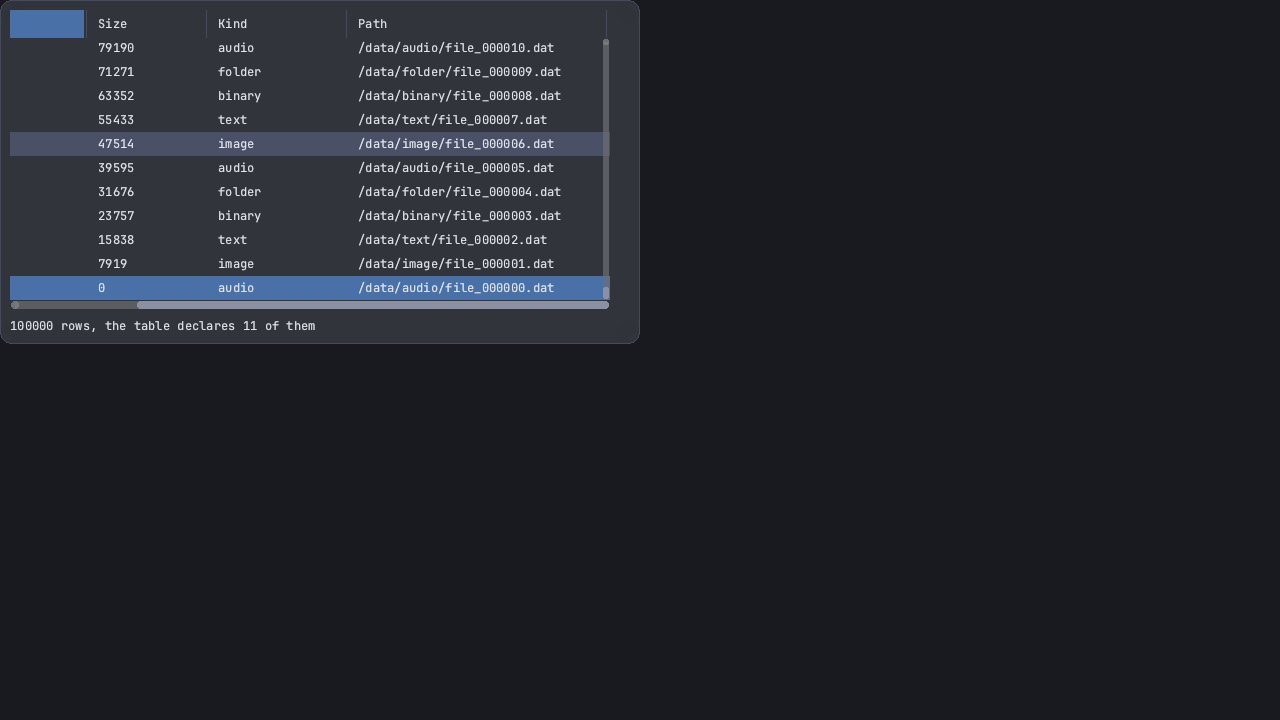 Size Kind Path
79190 audio /data/audio/file_000010.dat
71271 folder /data/folder/file_000009.dat
63352 binary /data/binary/file_000008.dat
55433 text /data/text/file_000007.dat
47514 image /data/image/file_000006.dat
39595 audio /data/audio/file_000005.dat
31676 folder /data/folder/file_000004.dat
23757 binary /data/binary/file_000003.dat
15838 text /data/text/file_000002.dat
7919 image /data/image/file_000001.dat
0 audio /data/audio/file_000000.dat
100000 rows, the table declares 11 of them